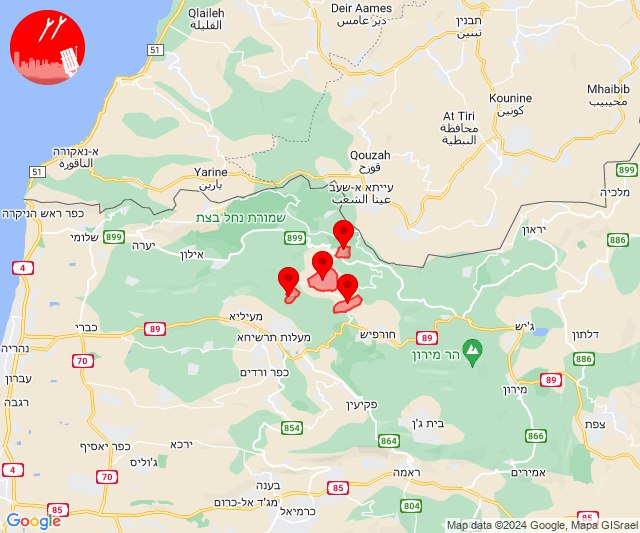 Qlaileh
القليلة
Deir Aames
דיר עאמס
תבנין
تبنين
51
Mhaibib
محيبيب
Kounine
كونين
At Tiri
محافظة
النبطية
א-נאקורה
الناقورة
Qouzah
قوزح
Yarine
يارين
51
899
עייתא א-שעב
عيتا الشعب
מלכיה
כפר ראש הניקרה
שמורת נחל בצת
899
899
שלומי
יערה
אילון
יראון
886
4
מעיליא
כברי
89
ג'יש
דלתון
נהריה
מעלות תרשיחא
חורפיש
89
הר מירון
70
886
עברון
כפר ורדים
89
מירון
רגבה
פקיעין
צפת
854
בית ג'ן
866
ירכא
864
כפר יאסיף
ג'וליס
4
ראמה
אמירים
70
בענה
85
85
מג'ד אל-כרום
כרמיאל
804
85
Google
Map data ©2024 Google, Mapa GISrael